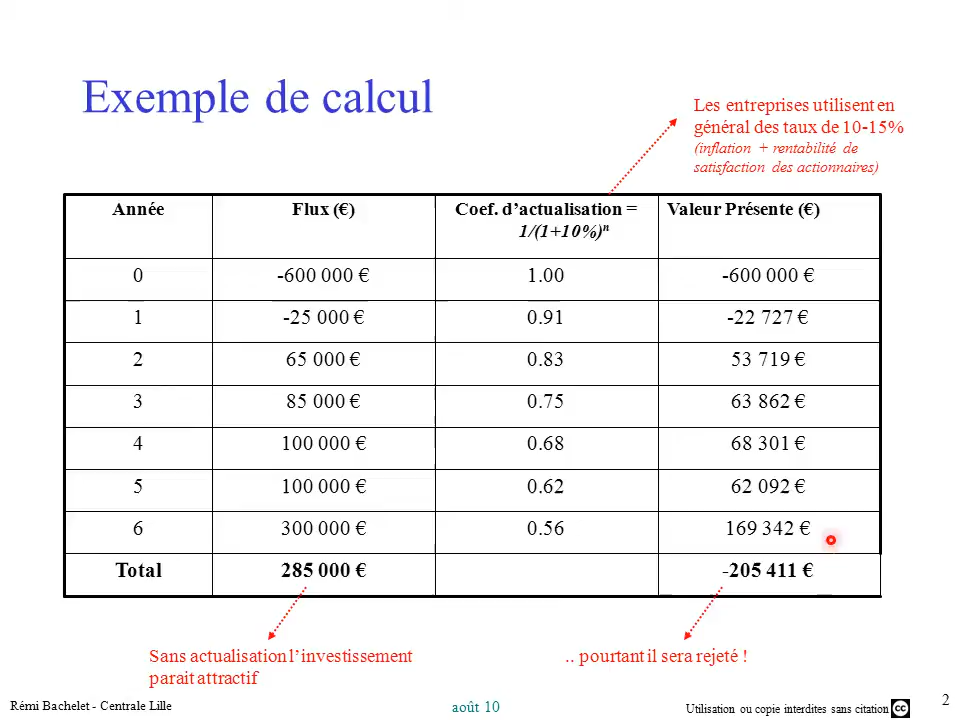 Exemple de calcul
Les entreprises utilisent en
général des taux de 10-15%
(inflation + rentabilité de
satisfaction des actionnaires)
Année Flux (€) Coef. d’actualisation = Valeur Présente (€)
1/(1+10%)ⁿ
0 -600 000 € 1.00 -600 000 €
1 -25 000 € 0.91 -22 727 €
2 65 000 € 0.83 53 719 €
3 85 000 € 0.75 63 862 €
4 100 000 € 0.68 68 301 €
5 100 000 € 0.62 62 092 €
6 300 000 € 0.56 169 342 €
Total 285 000 € -205 411 €
Sans actualisation l’investissement
parait attractif
.. pourtant il sera rejeté !
Rémi Bachelet - Centrale Lille
août 10
Utilisation ou copie interdites sans citation
cc
2